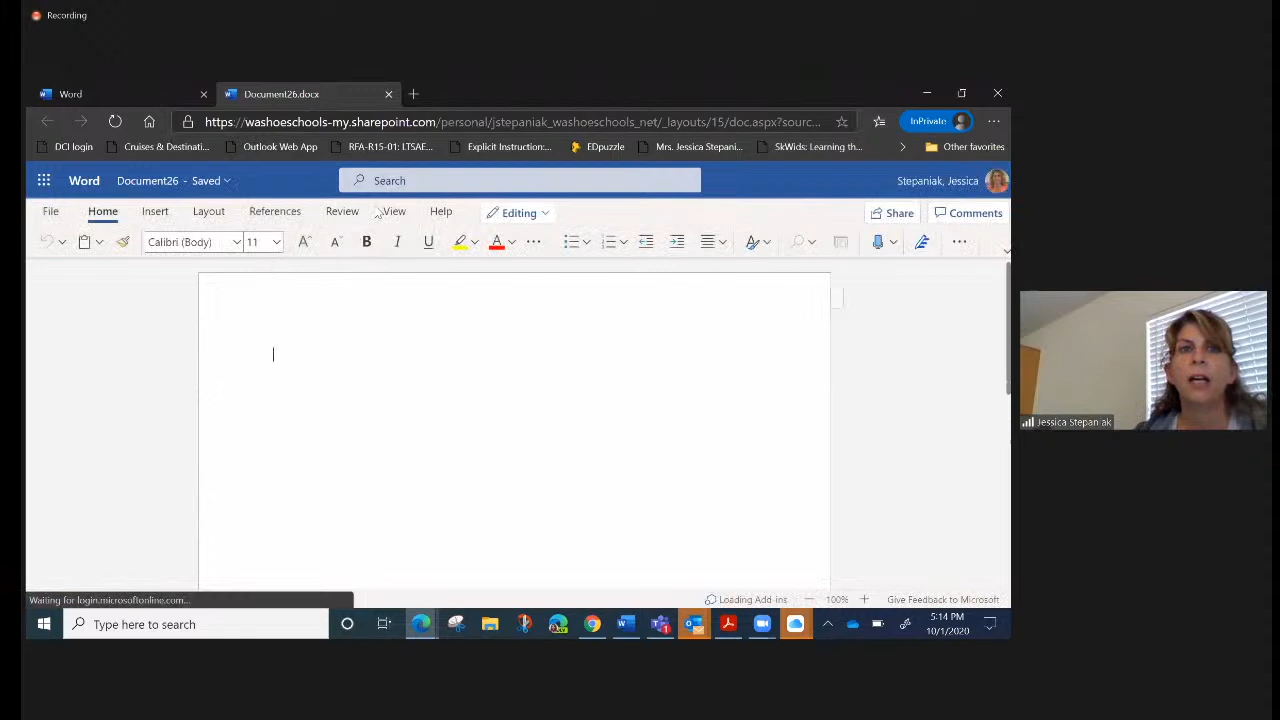 Recording
Word
Document26.docx
https://washoeschools-my.sharepoint.com/personal/jstepaniak_washoeschools_net/_layouts/15/doc.aspx?sourc...
InPrivate
DCI login
Cruises & Destinati...
Outlook Web App
RFA-R15-01: LTSAE...
Explicit Instruction:...
EDpuzzle
Mrs. Jessica Stepani...
SkWids: Learning th...
Other favorites
Word
Document26 - Saved
Search
Stepaniak, Jessica
File
Home
Insert
Layout
References
Review
View
Help
Editing
Share
Comments
Calibri (Body)
11
A
A
B
I
U
A
Jessica Stepaniak
Waiting for login.microsoftonline.com...
Loading Add-ins
100%
Give Feedback to Microsoft
Type here to search
5:14 PM
10/1/2020